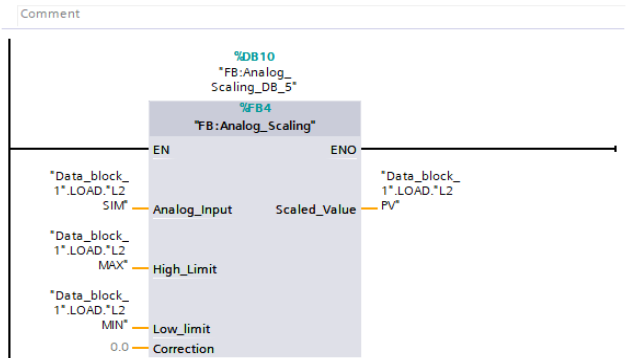 Comment
%DB10
"FB:Analog_
Scaling_DB_5"
%FB4
"FB:Analog_Scaling"
EN ENO
"Data_block_
1".LOAD."L2
SIM" Analog_Input
Scaled_Value "Data_block_
1".LOAD."L2
PV"
"Data_block_
1".LOAD."L2
MAX" High_Limit
"Data_block_
1".LOAD."L2
MIN" Low_limit
0.0 Correction